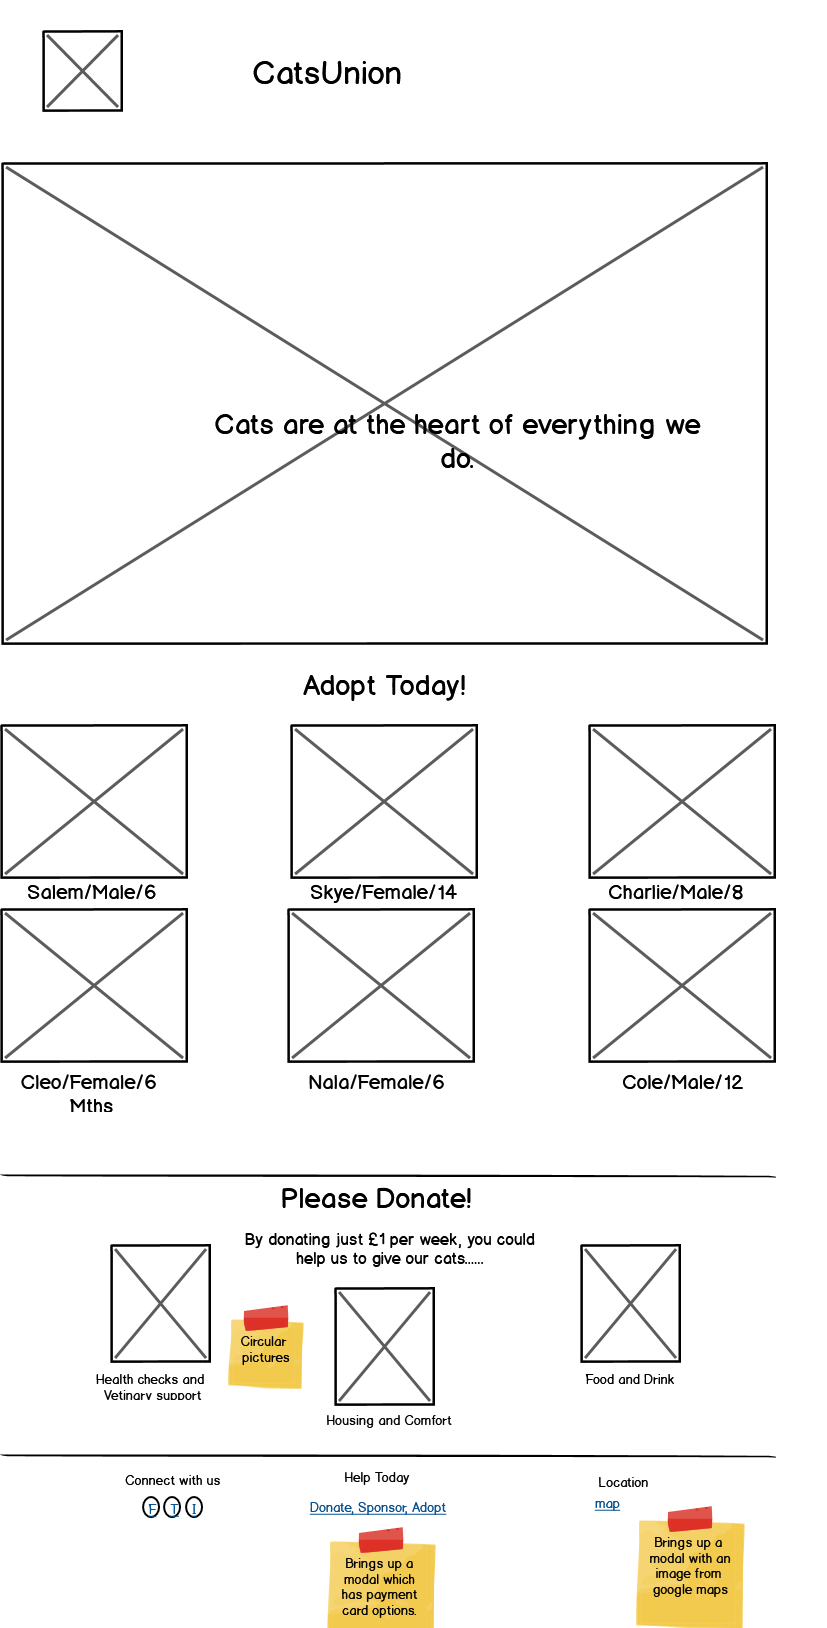 CatsUnion
Cats are at the heart of everything we
do.
Adopt Today!
Salem/Male/6
Skye/Female/14
Charlie/Male/8
Cleo/Female/6
Mths
Nala/Female/6
Cole/Male/12
Please Donate!
By donating just £1 per week, you could
help us to give our cats......
Circular
pictures
Health checks and
Vetinary support
Housing and Comfort
Food and Drink
Connect with us
F T I
Help Today
Donate, Sponsor, Adopt
Brings up a
modal which
has payment
card options.
Location
map
Brings up a
modal with an
image from
google maps